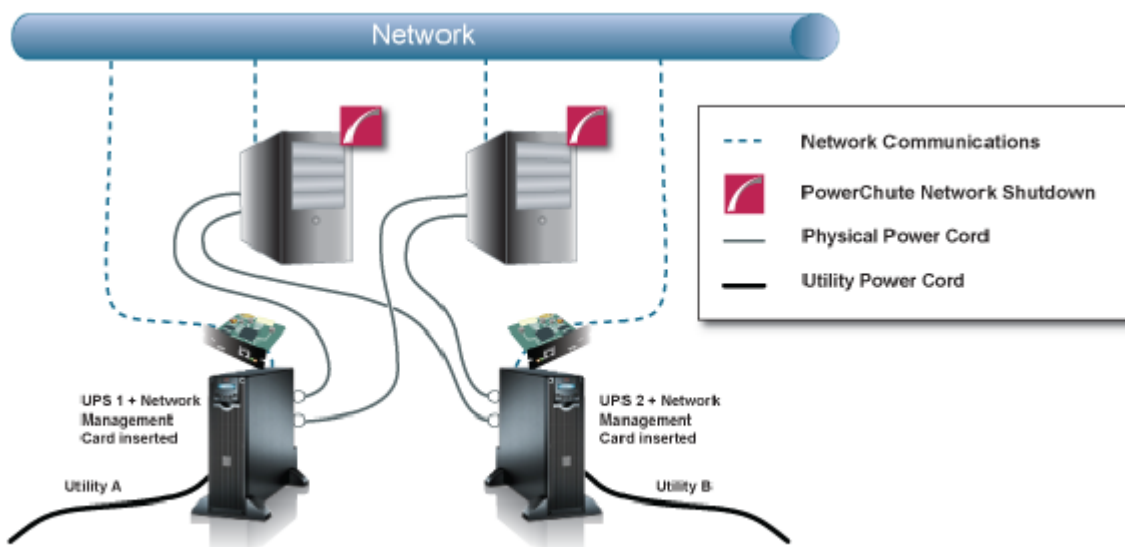 Network
Network Communications
PowerChute Network Shutdown
Physical Power Cord
Utility Power Cord
UPS 1 + Network
Management
Card inserted
UPS 2 + Network
Management
Card inserted
Utility A
Utility B